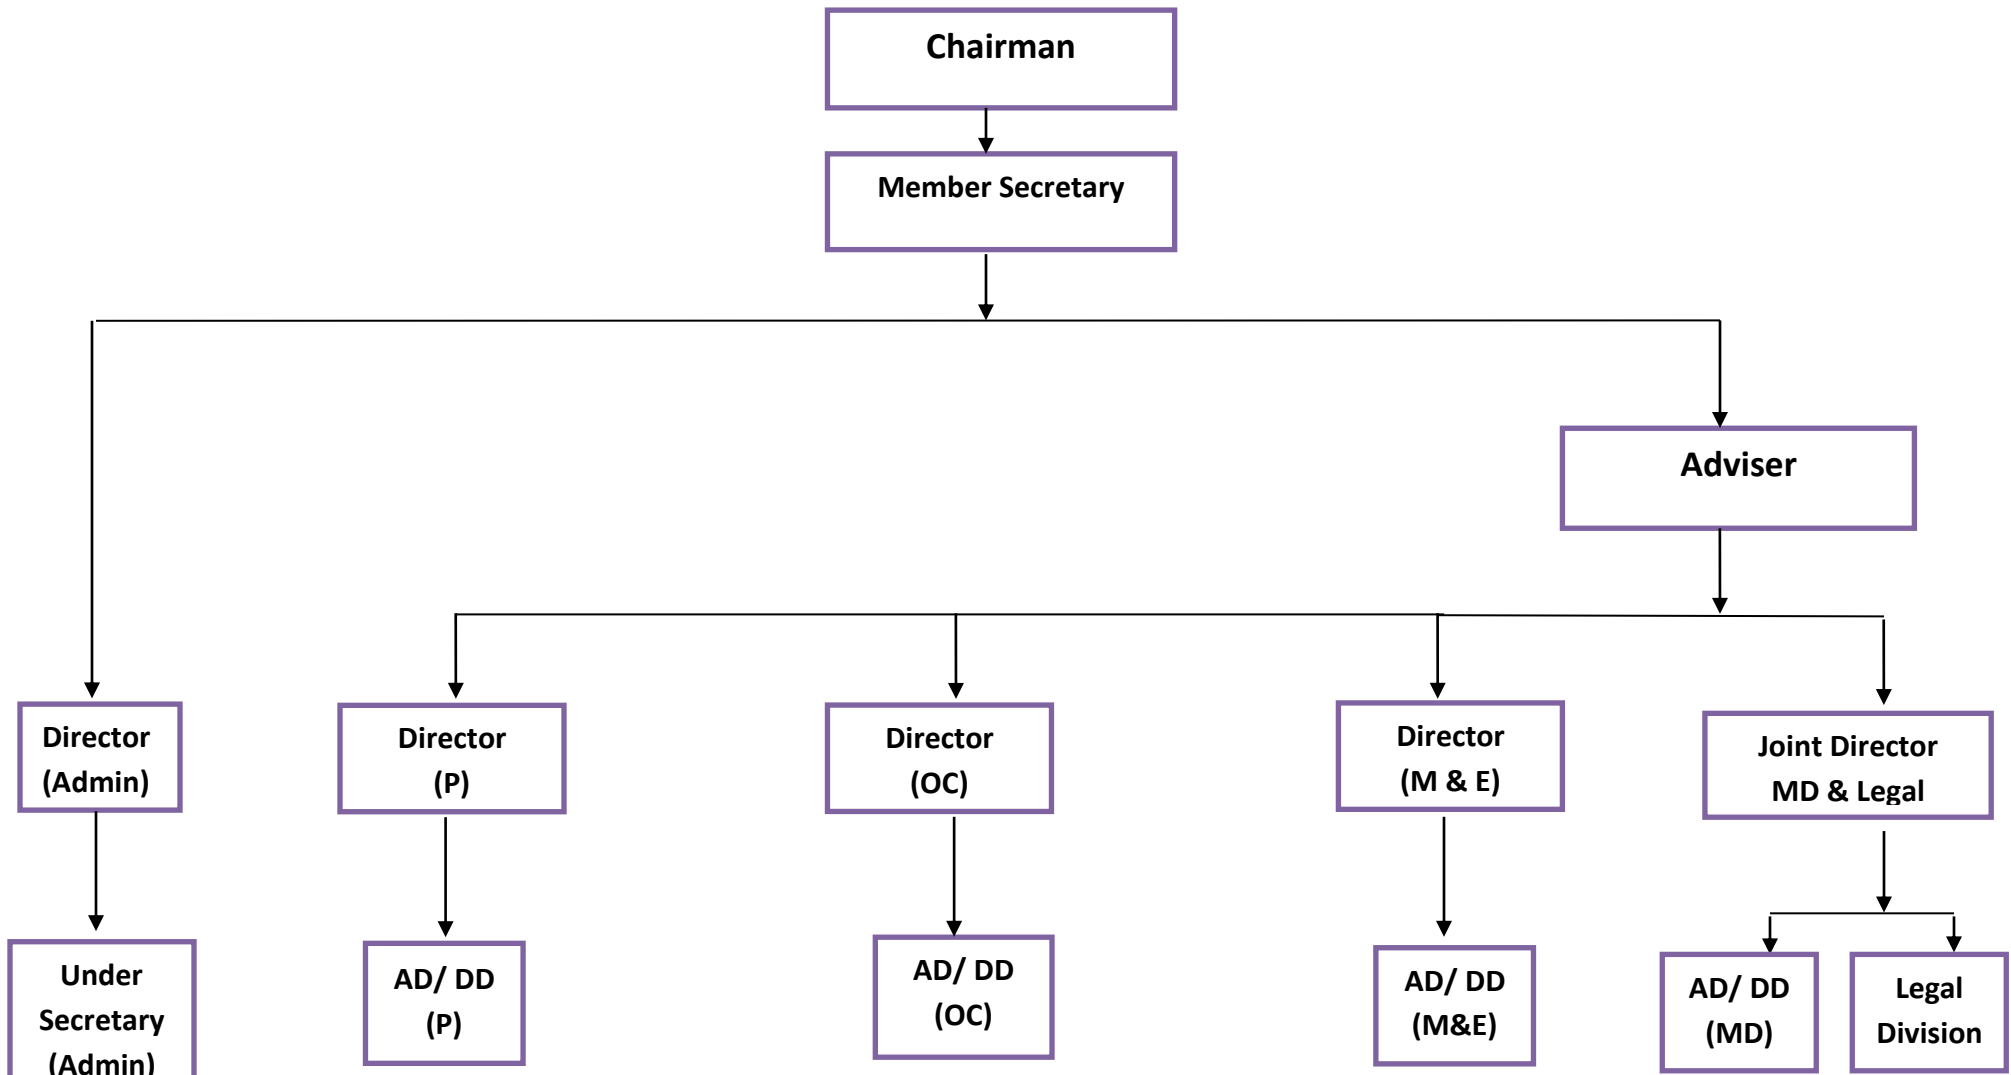 Chairman
Member Secretary
Adviser
Director
(Admin)
Director
(P)
Director
(OC)
Director
(M & E)
Joint Director
MD & Legal
Under
Secretary
(Admin)
AD/ DD
(P)
AD/ DD
(OC)
AD/ DD
(M&E)
AD/ DD
(MD)
Legal
Division